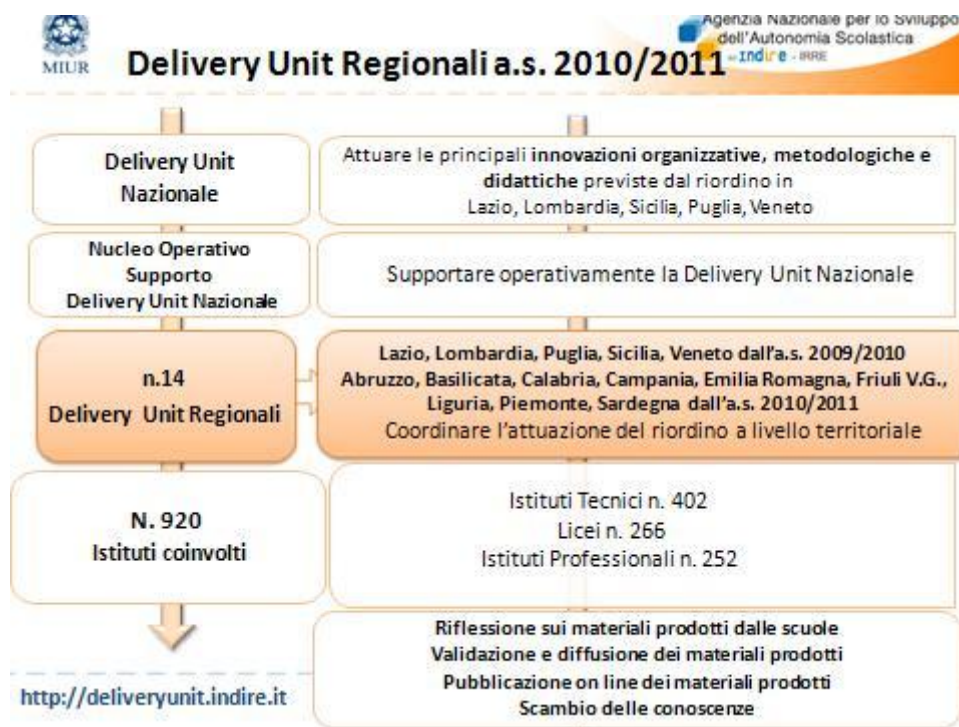 Agenzia Nazionale per lo Sviluppo
dell'Autonomia Scolastica
indire - IRRE
MIUR
Delivery Unit Regionali a.s. 2010/2011
Delivery Unit
Nazionale
Attuare le principali innovazioni organizzative, metodologiche e
didattiche previste dal riordino in
Lazio, Lombardia, Sicilia, Puglia, Veneto
Nucleo Operativo
Supporto
Delivery Unit Nazionale
Supportare operativamente la Delivery Unit Nazionale
n.14
Delivery Unit Regionali
Lazio, Lombardia, Puglia, Sicilia, Veneto dall'a.s. 2009/2010
Abruzzo, Basilicata, Calabria, Campania, Emilia Romagna, Friuli V.G.,
Liguria, Piemonte, Sardegna dall'a.s. 2010/2011
Coordinare l'attuazione del riordino a livello territoriale
N. 920
Istituti coinvolti
Istituti Tecnici n. 402
Licei n. 266
Istituti Professionali n. 252
Riflessione sui materiali prodotti dalle scuole
Validazione e diffusione dei materiali prodotti
Pubblicazione on line dei materiali prodotti
Scambio delle conoscenze
http://deliveryunit.indire.it